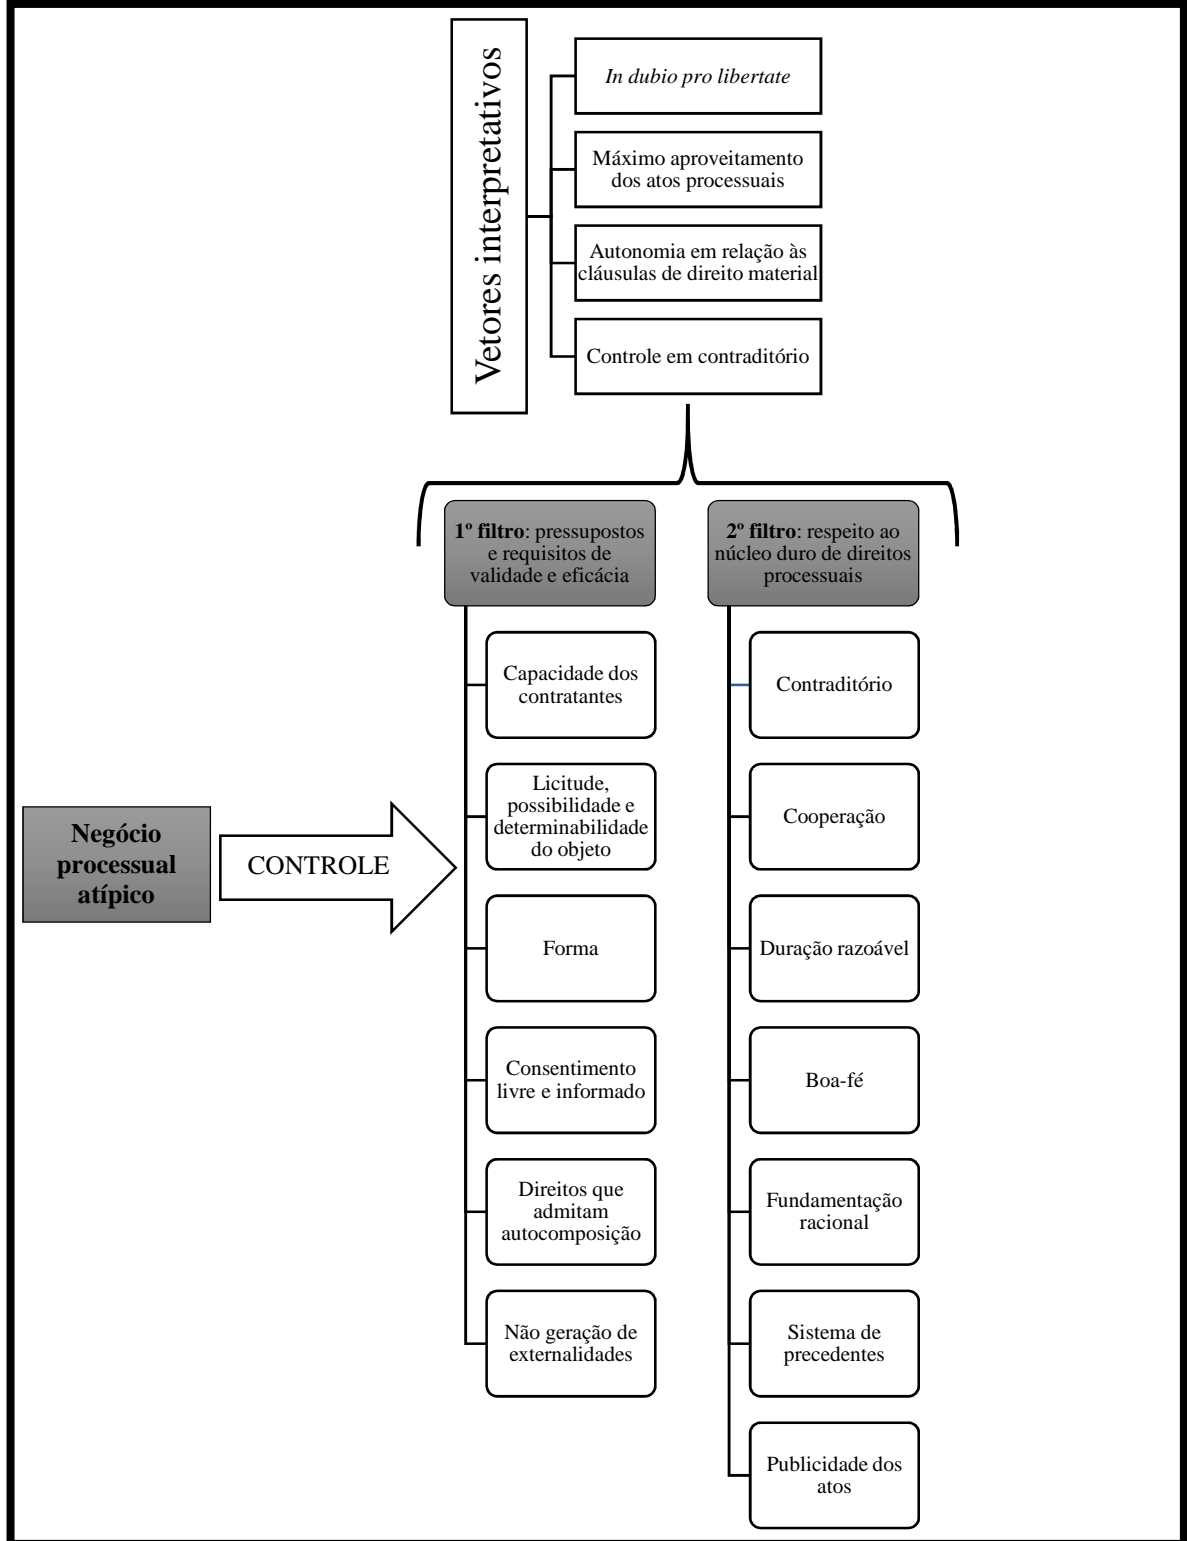 Vetores interpretativos
In dubio pro libertate
Máximo aproveitamento
dos atos processuais
Autonomia em relação às
cláusulas de direito material
Controle em contraditório
1º filtro: pressupostos
e requisitos de
validade e eficácia
2º filtro: respeito ao
núcleo duro de direitos
processuais
Capacidade dos
contratantes
Contraditório
Licitude,
possibilidade e
determinabilidade
do objeto
Cooperação
Negócio
processual
atípico
CONTROLE
Forma
Duração razoável
Consentimento
livre e informado
Boa-fé
Direitos que
admitam
autocomposição
Fundamentação
racional
Não geração de
externalidades
Sistema de
precedentes
Publicidade dos
atos